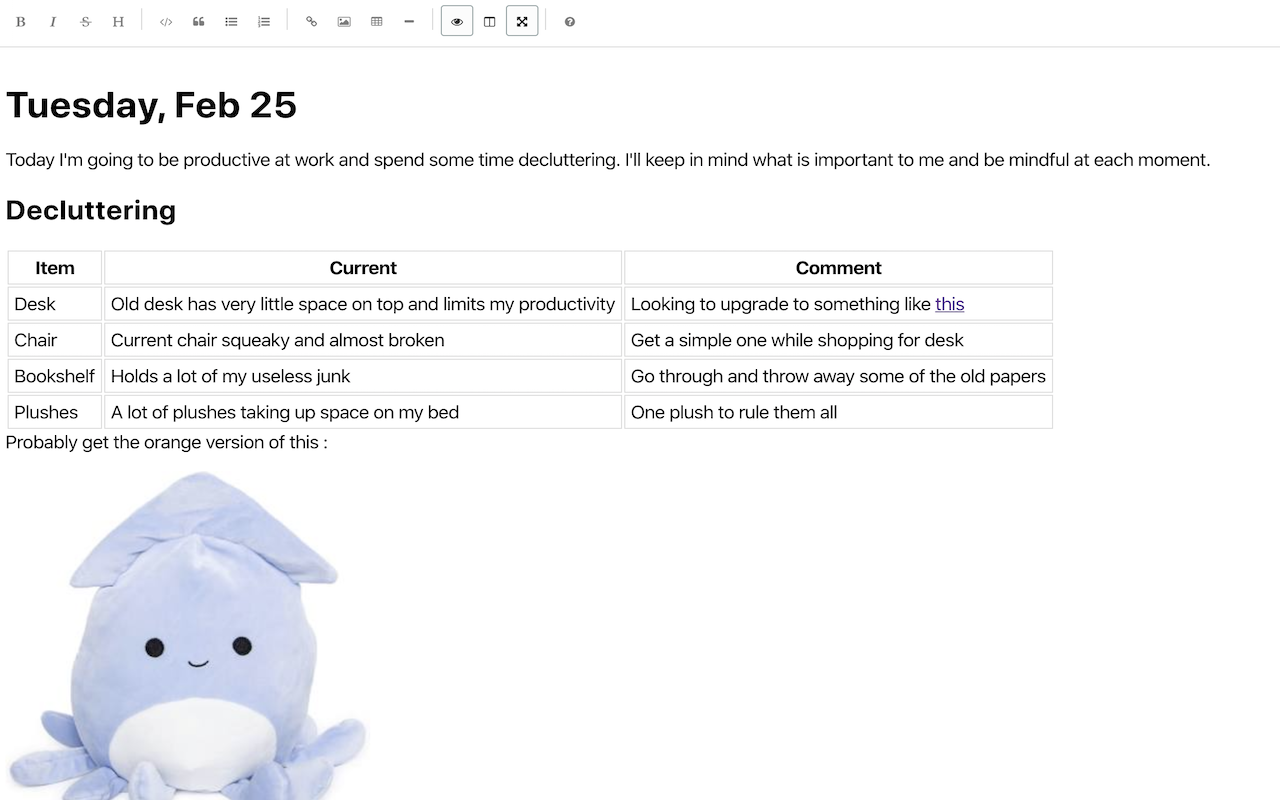 B I S H
Tuesday, Feb 25
Today I'm going to be productive at work and spend some time decluttering. I'll keep in mind what is important to me and be mindful at each moment.
Decluttering
Item Current Comment
Desk Old desk has very little space on top and limits my productivity Looking to upgrade to something like this
Chair Current chair squeaky and almost broken Get a simple one while shopping for desk
Bookshelf Holds a lot of my useless junk Go through and throw away some of the old papers
Plushes A lot of plushes taking up space on my bed One plush to rule them all
Probably get the orange version of this :